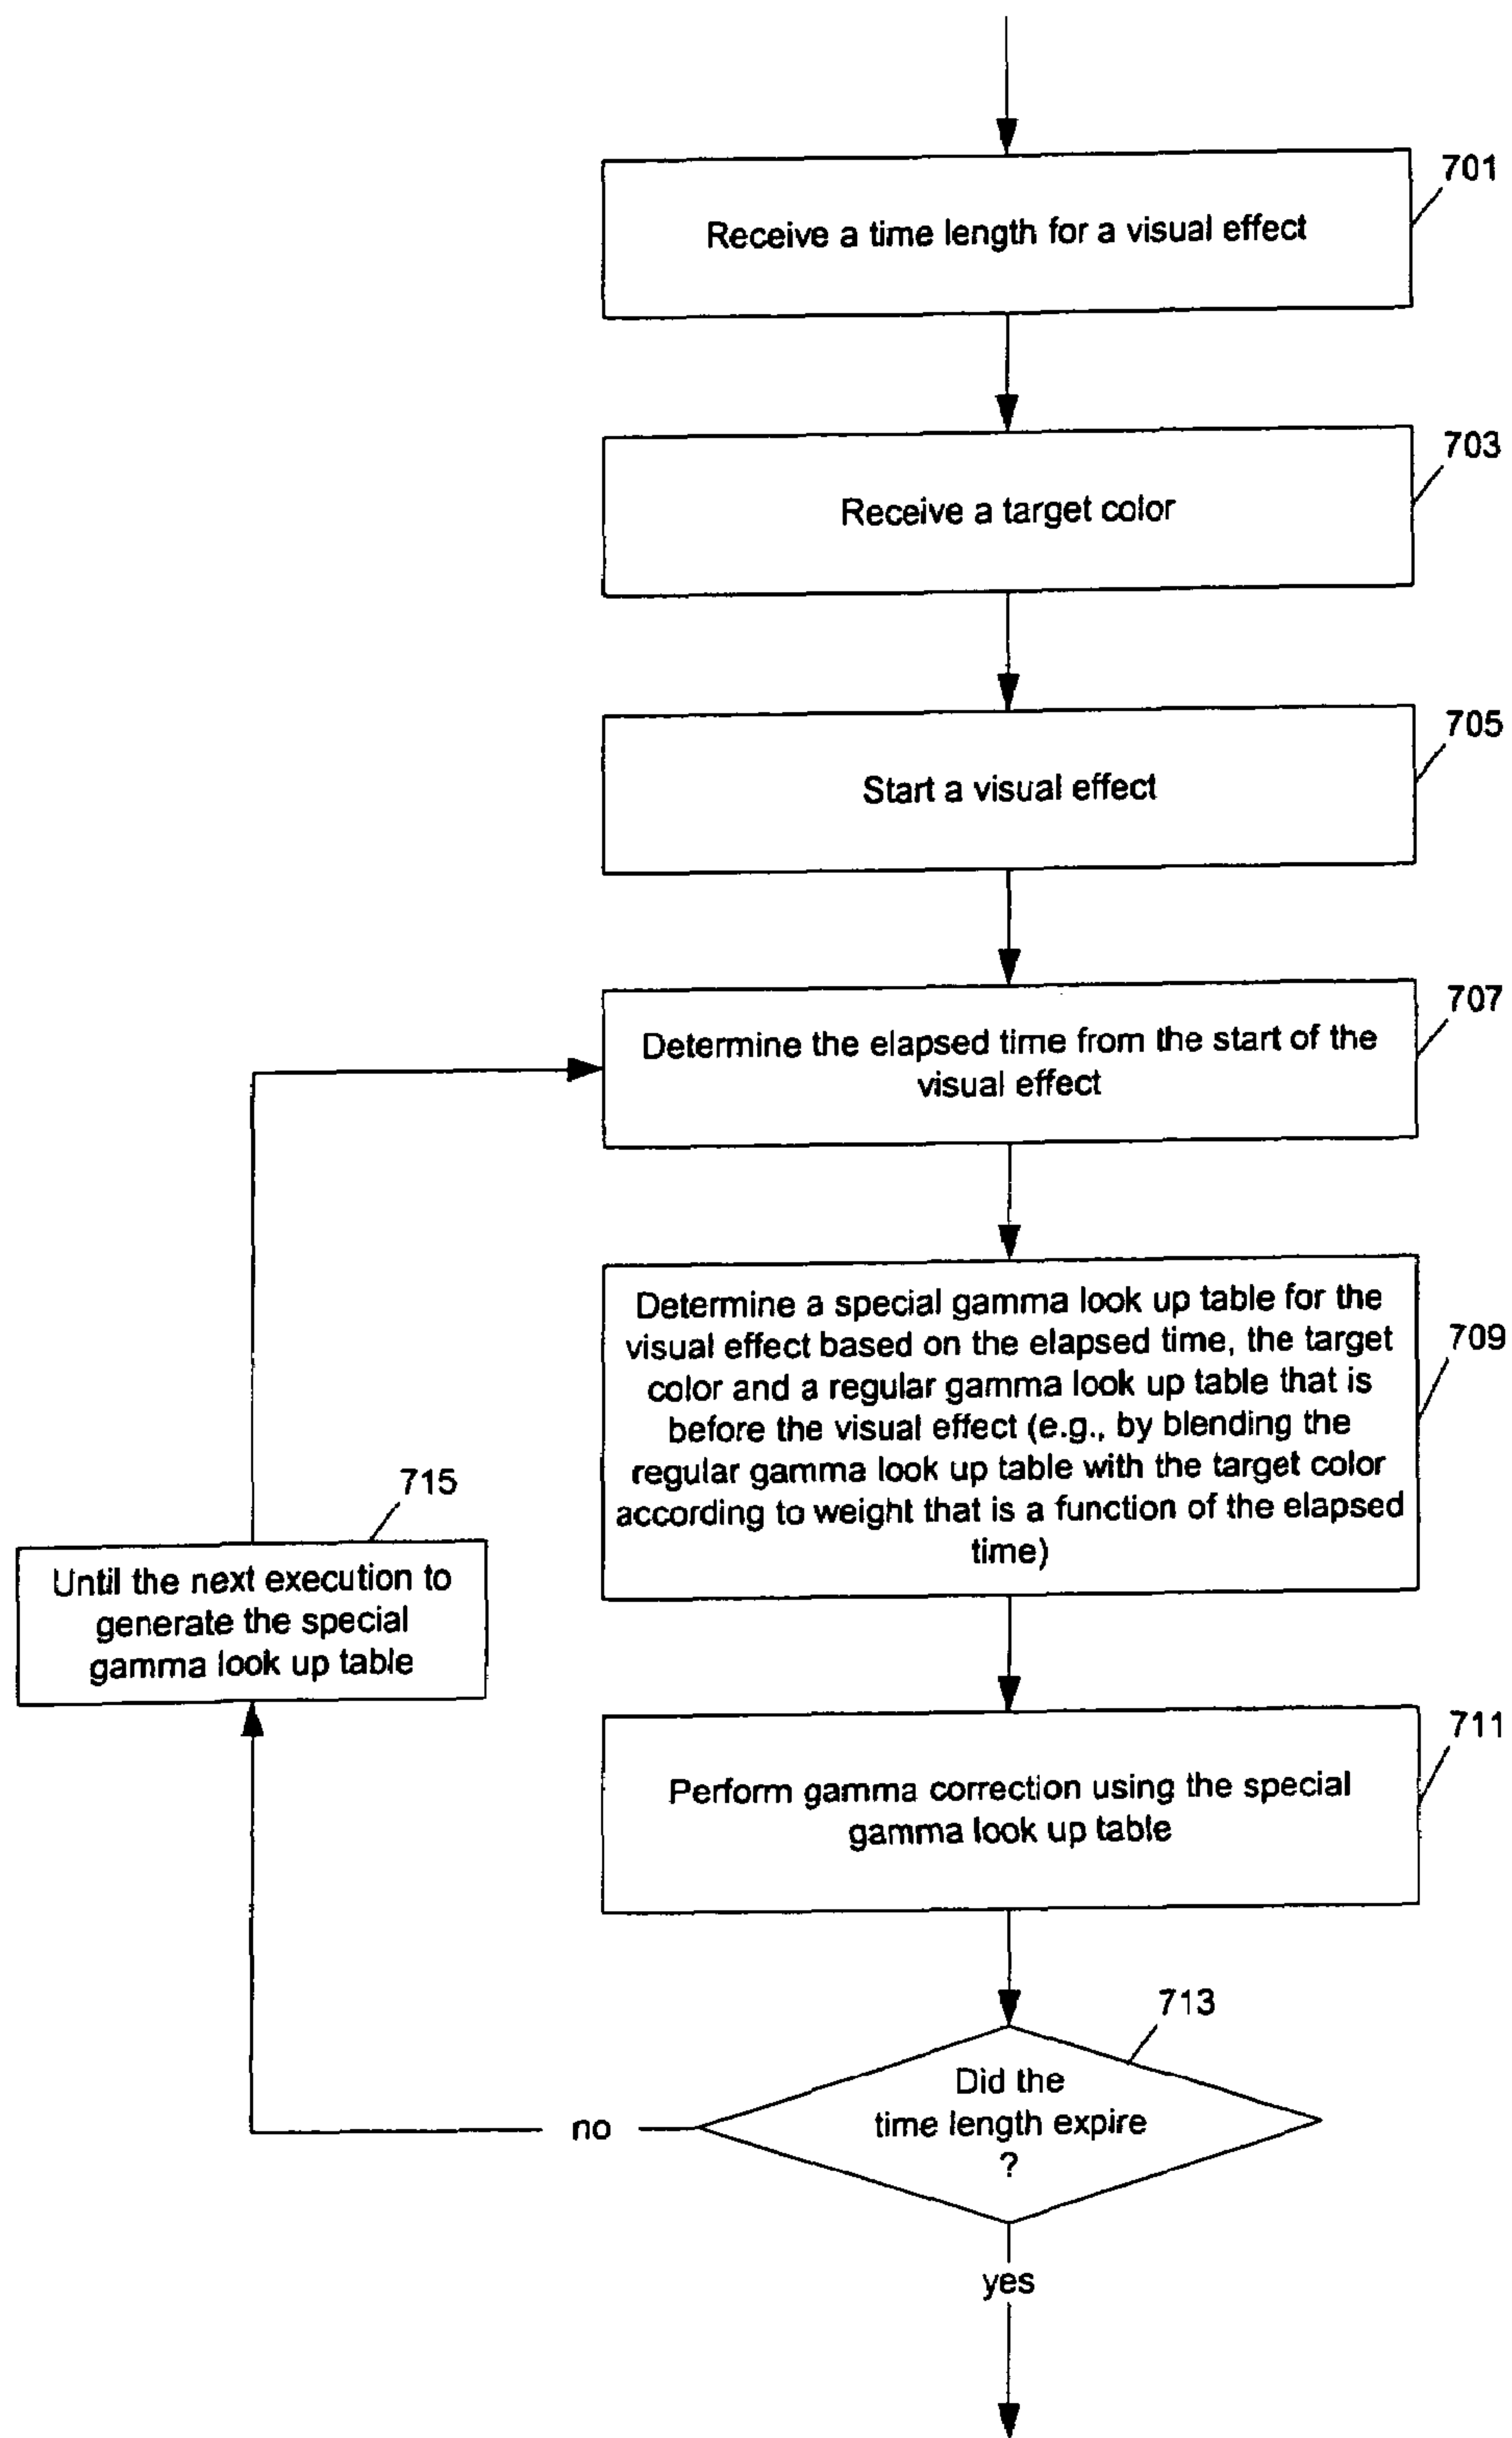 701
Receive a time length for a visual effect
703
Receive a target color
705
Start a visual effect
707
Determine the elapsed time from the start of the
visual effect
709
Determine a special gamma look up table for the
visual effect based on the elapsed time, the target
color and a regular gamma look up table that is
before the visual effect (e.g., by blending the
regular gamma look up table with the target color
according to weight that is a function of the elapsed
time)
715
Until the next execution to
generate the special
gamma look up table
711
Perform gamma correction using the special
gamma look up table
713
Did the
time length expire
?
no
yes